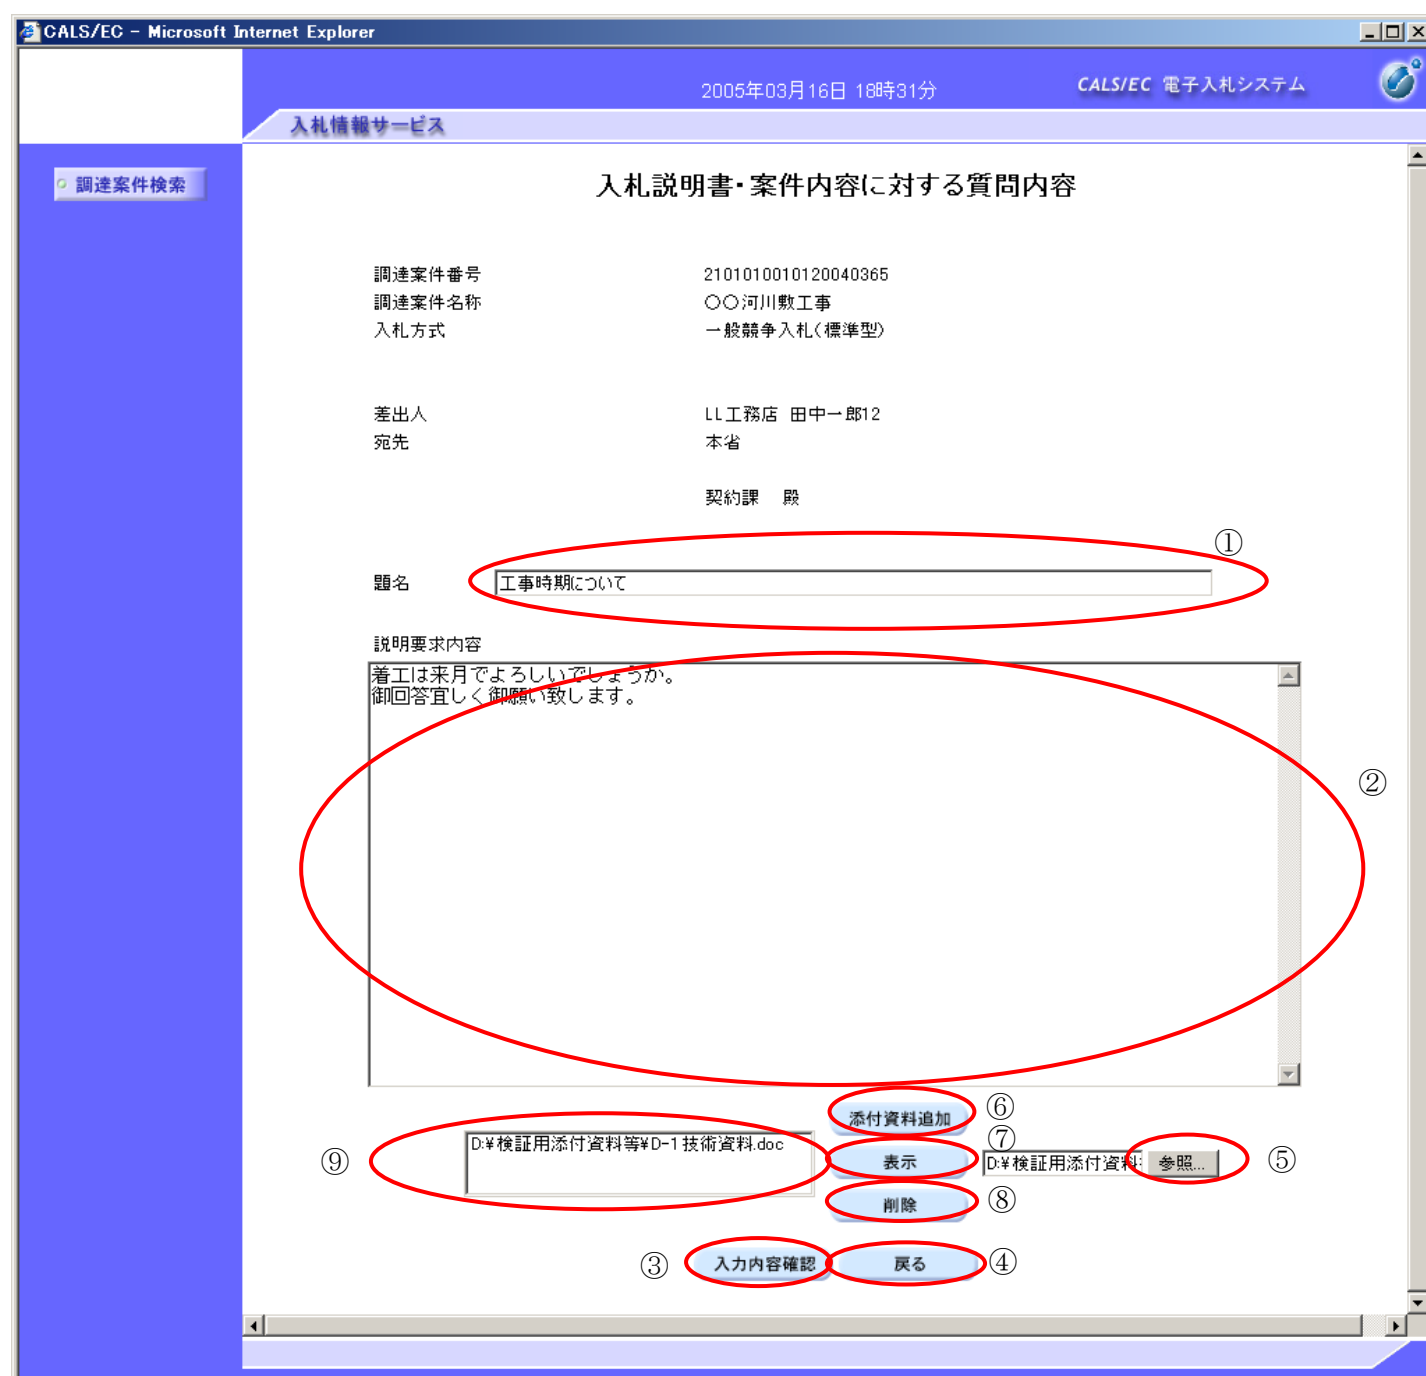 CALS/EC - Microsoft Internet Explorer
2005年03月16日 18時31分
CALS/EC 電子入札システム
入札情報サービス
調達案件検索
入札説明書・案件内容に対する質問内容
調達案件番号 2101010010120040365
調達案件名称 〇〇河川敷工事
入札方式 一般競争入札(標準型)
差出人 LL工務店 田中一郎12
宛先 本省
契約課 殿
①
題名 工事時期について
説明要求内容
着工は来月でよろしいでしょうか。
御回答宜しく御願い致します。
②
添付資料追加 ⑥
⑨ D:¥検証用添付資料等¥D-1技術資料.doc
⑦
表示 D:¥検証用添付資料 参照... ⑤
削除 ⑧
③ 入力内容確認 戻る ④